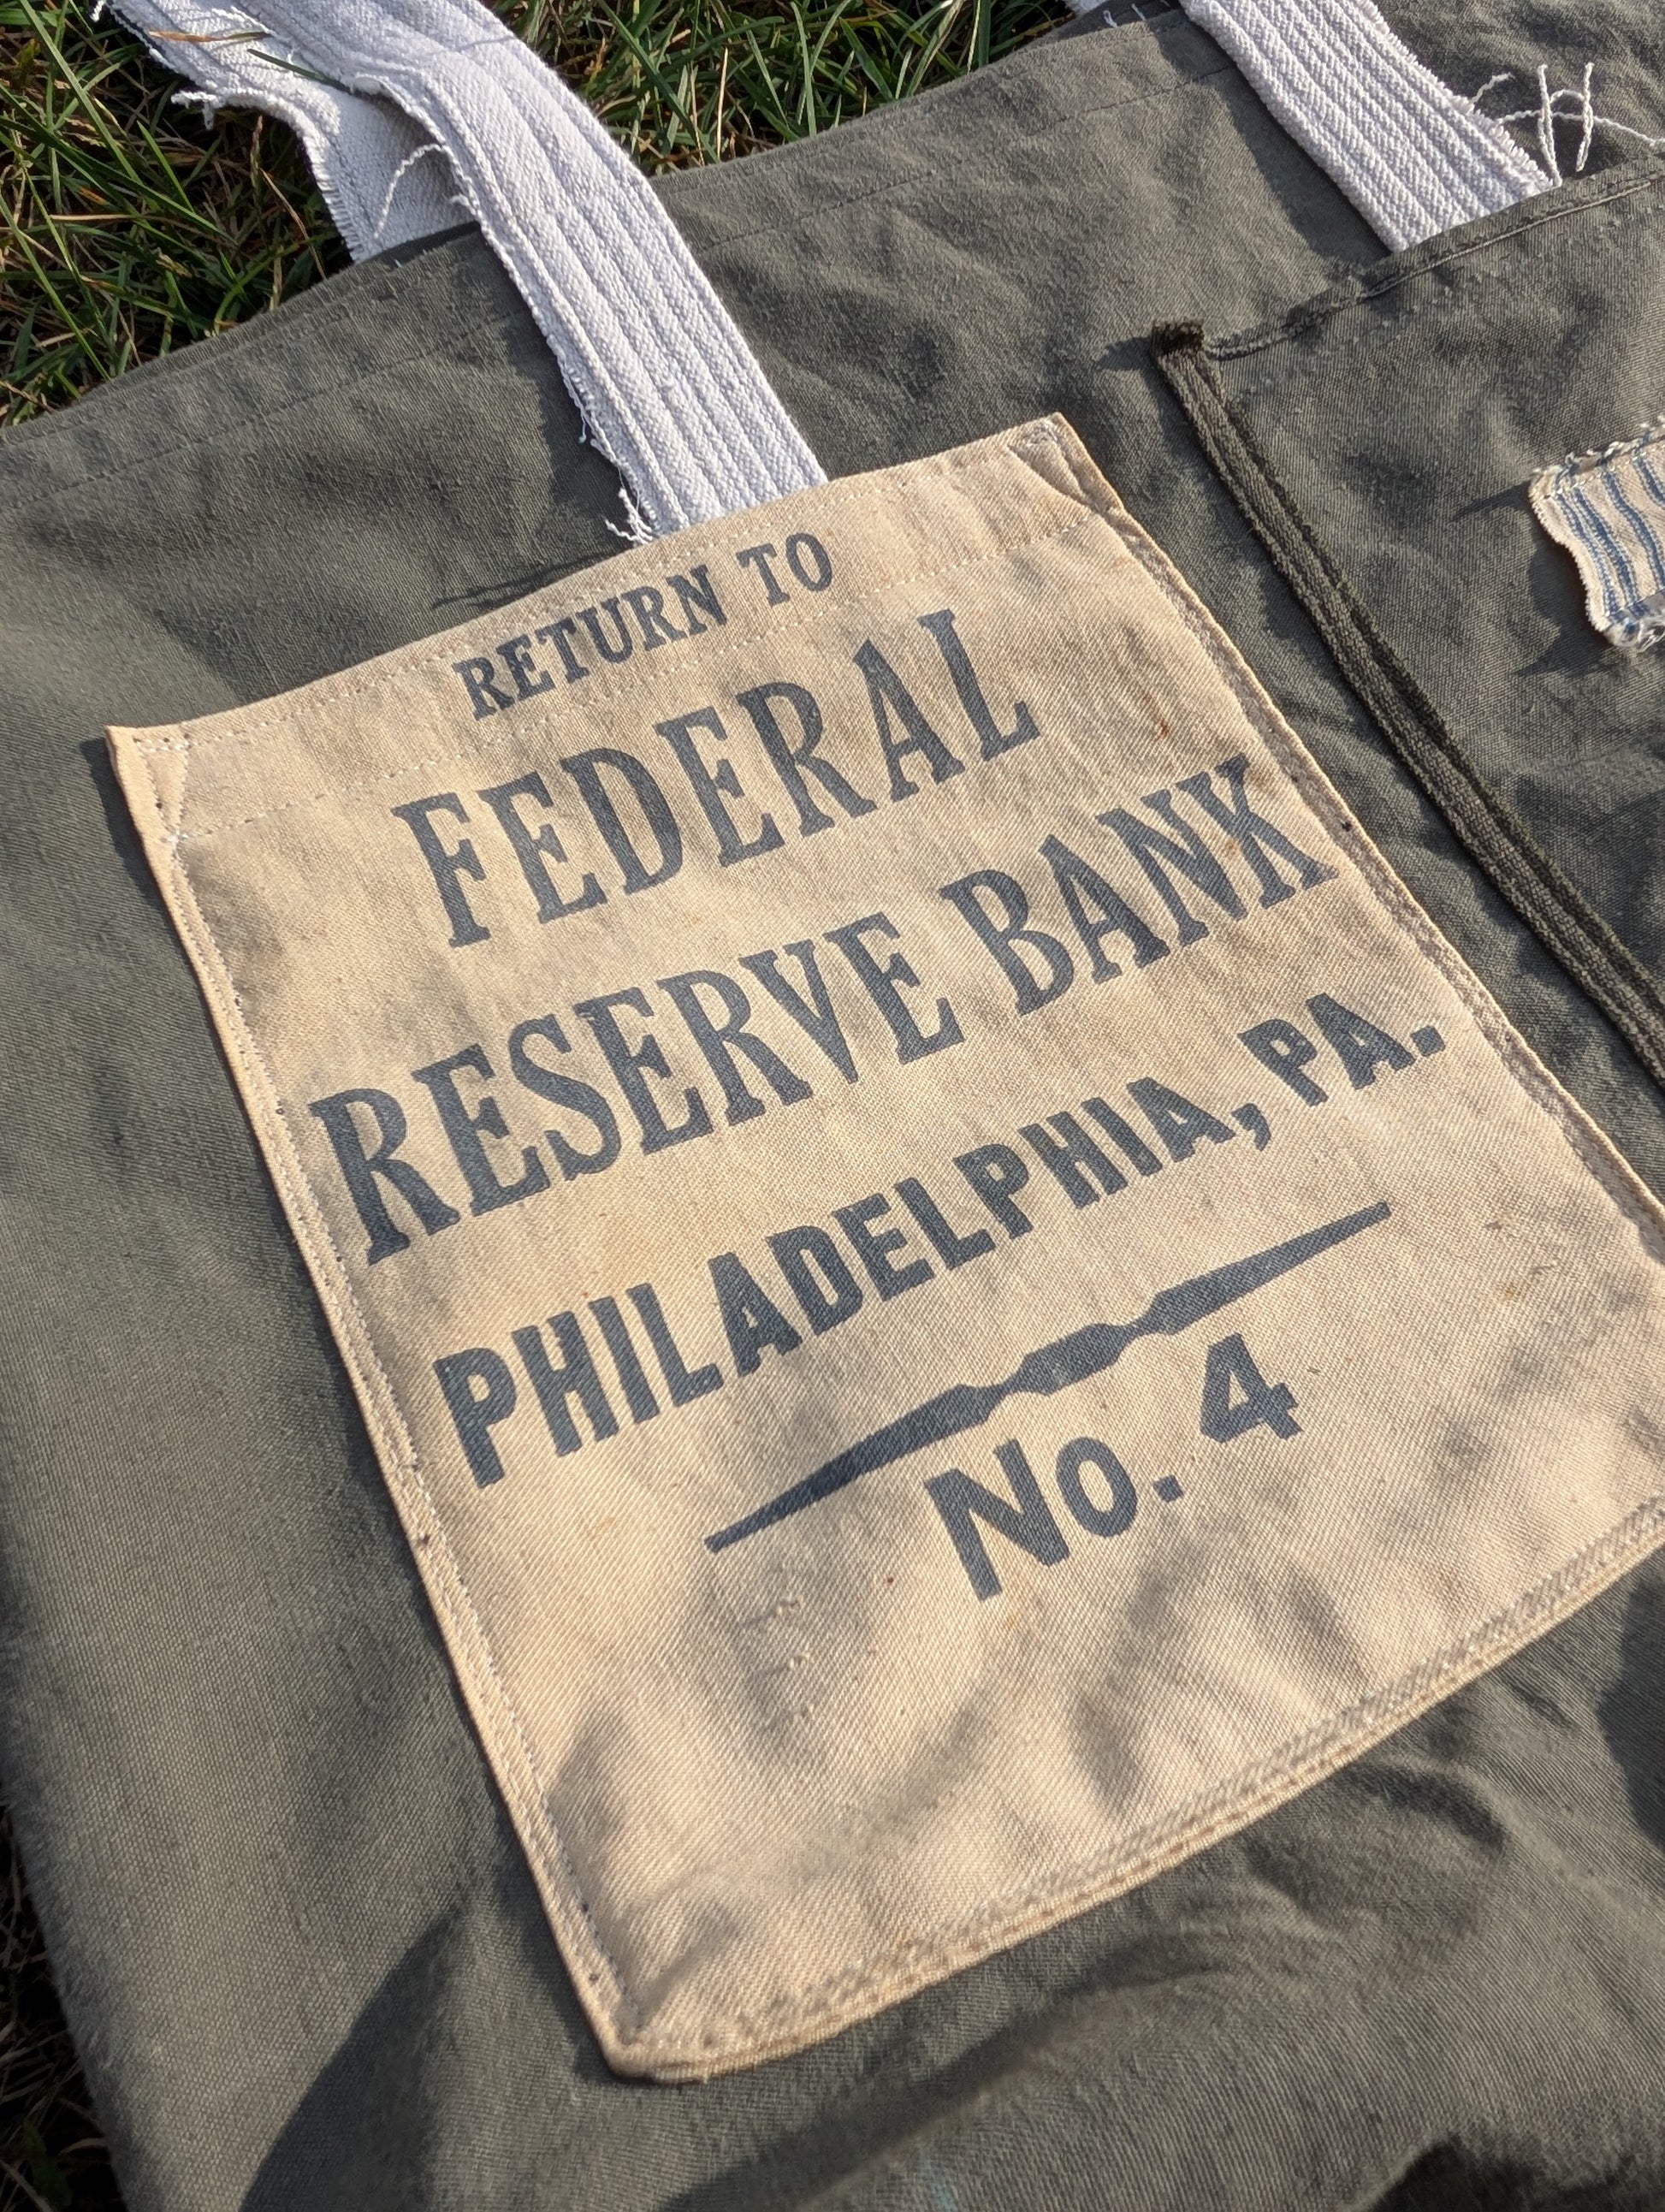 RETURN TO
FEDERAL
RESERVE BANK
PHILADELPHIA, PA.
No. 4